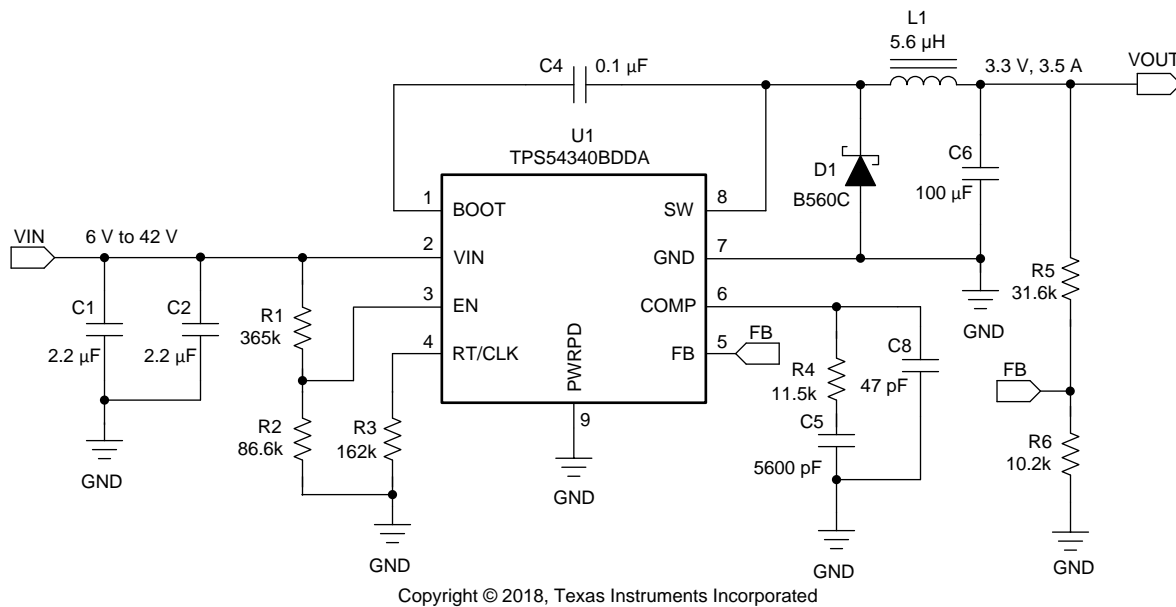 L1
5.6 µH
C4
0.1 µF
3.3 V, 3.5 A
VOUT
U1
TPS54340BDDA
D1
B560C
C6
100 µF
1
BOOT
SW
8
VIN
6 V to 42 V
2
VIN
GND
7
3
EN
COMP
6
4
RT/CLK
FB
5
FB
PWRPD
9
C1
2.2 µF
C2
2.2 µF
R1
365k
R2
86.6k
R3
162k
R4
11.5k
C8
47 pF
C5
5600 pF
R5
31.6k
FB
R6
10.2k
GND
GND
GND
GND
GND
GND
Copyright © 2018, Texas Instruments Incorporated